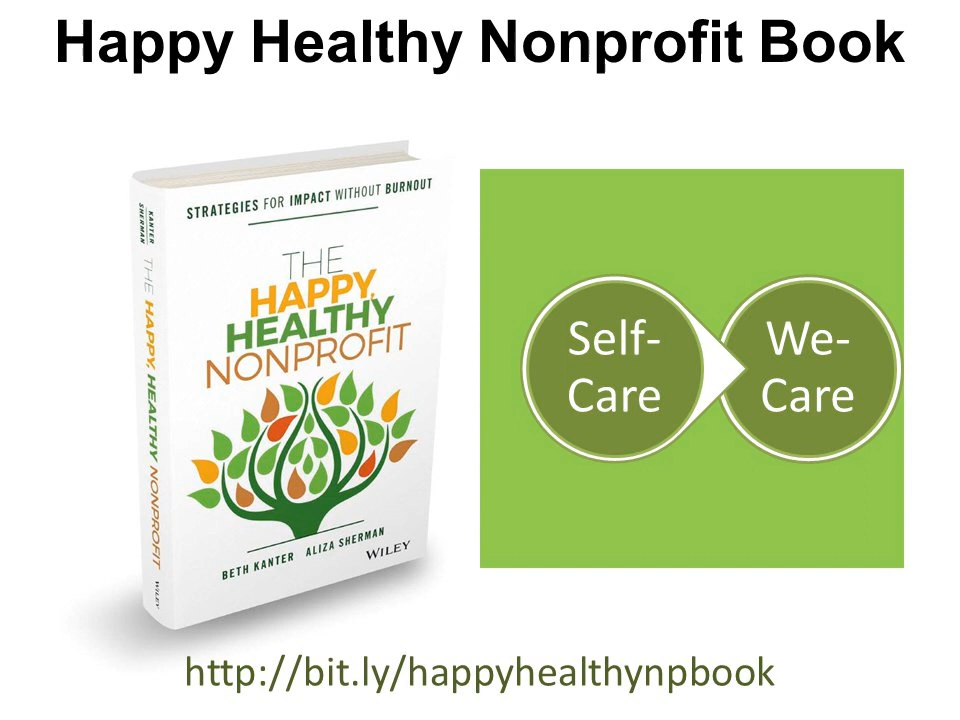 Happy Healthy Nonprofit Book
STRATEGIES FOR IMPACT WITHOUT BURNOUT
THE
HAPPY,
HEALTHY
NONPROFIT
BETH KANTER ALIZA SHERMAN
WILEY
KANTER
SHERMAN
THE HAPPY, HEALTHY NONPROFIT
WILEY
Self-
Care
We-
Care
http://bit.ly/happyhealthynpbook